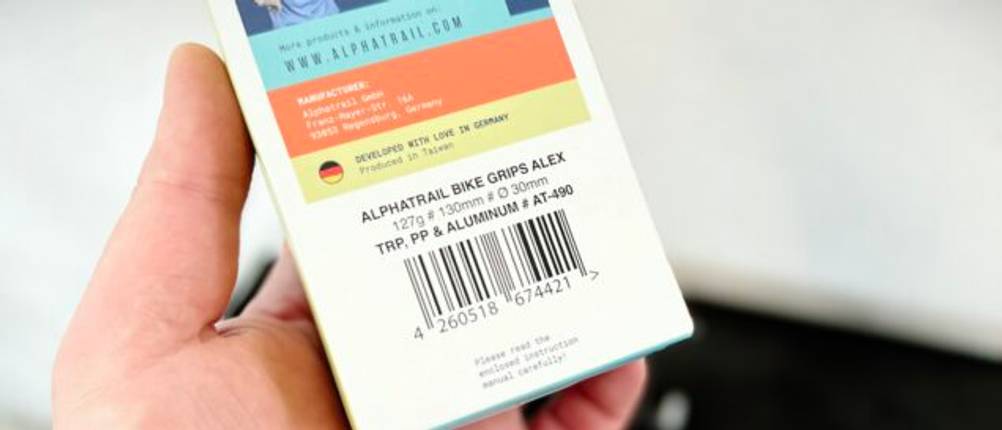 More products & information on:
WWW.ALPHATRAIL.COM
MANUFACTURER:
Alphatrail GmbH
Franz-Mayer-Str. 16A
93053 Regensburg, Germany
DEVELOPED WITH LOVE IN GERMANY
Produced in Taiwan
ALPHATRAIL BIKE GRIPS ALEX
127g # 130mm # Ø 30mm
TRP, PP & ALUMINUM # AT-490
4 260518 674421 >
Please read the
enclosed instruction
manual carefully!